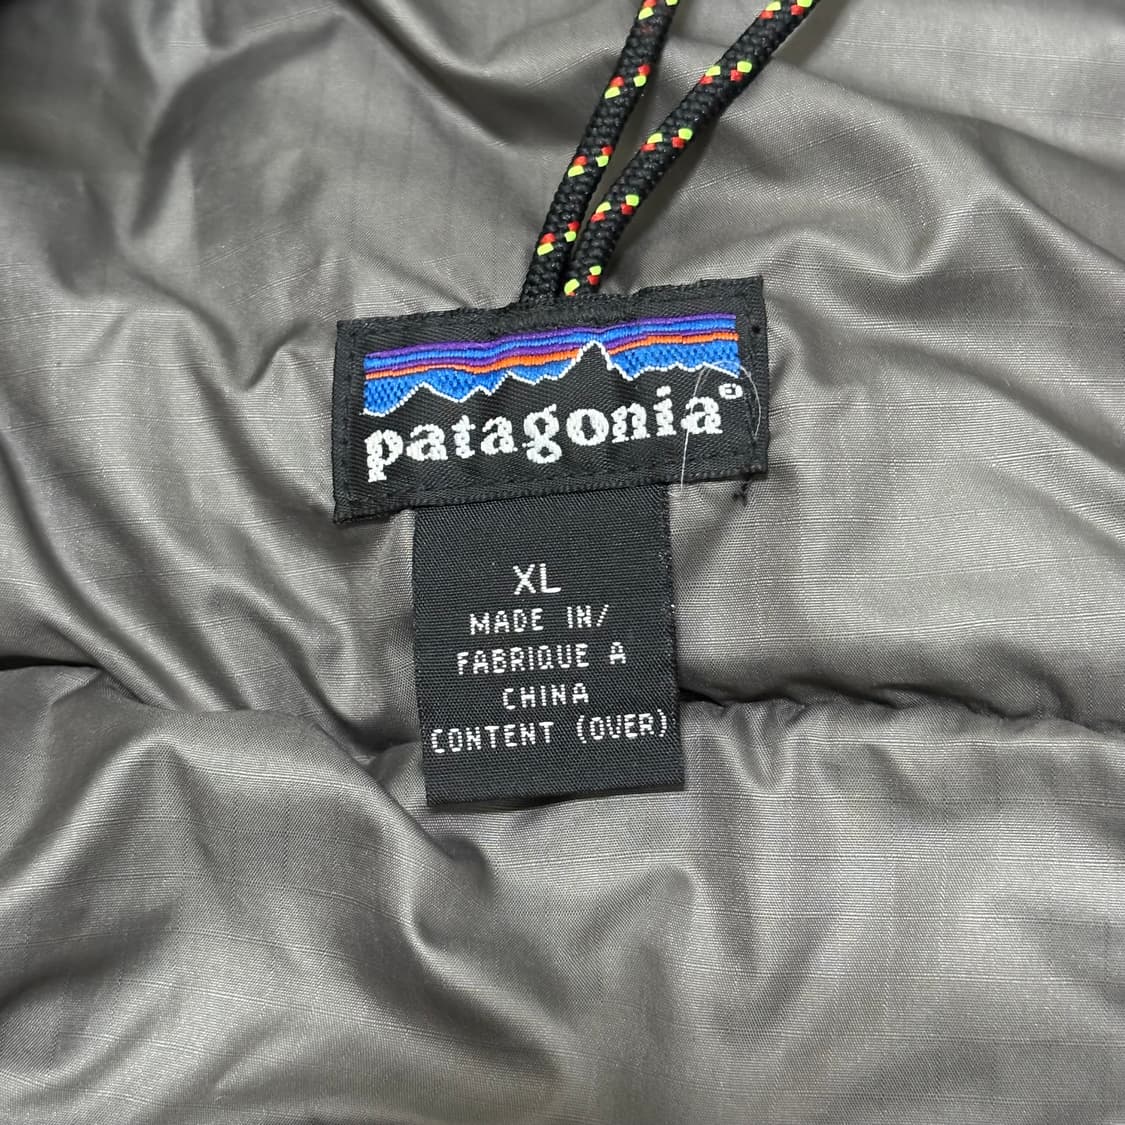 patagonia®
XL
MADE IN/
FABRIQUE A
CHINA
CONTENT (OVER)